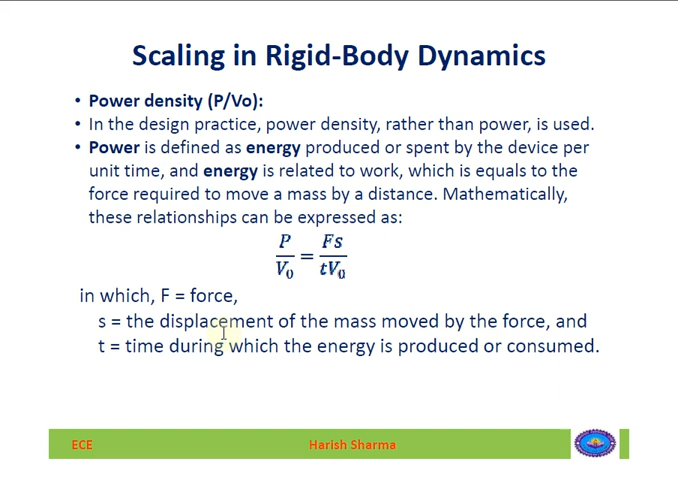 Scaling in Rigid-Body Dynamics
• Power density (P/Vo):
• In the design practice, power density, rather than power, is used.
• Power is defined as energy produced or spent by the device per
unit time, and energy is related to work, which is equals to the
force required to move a mass by a distance. Mathematically,
these relationships can be expressed as:
P/V₀ = Fs/tV₀
in which, F = force,
s = the displacement of the mass moved by the force, and
t = time during which the energy is produced or consumed.
ECE Harish Sharma